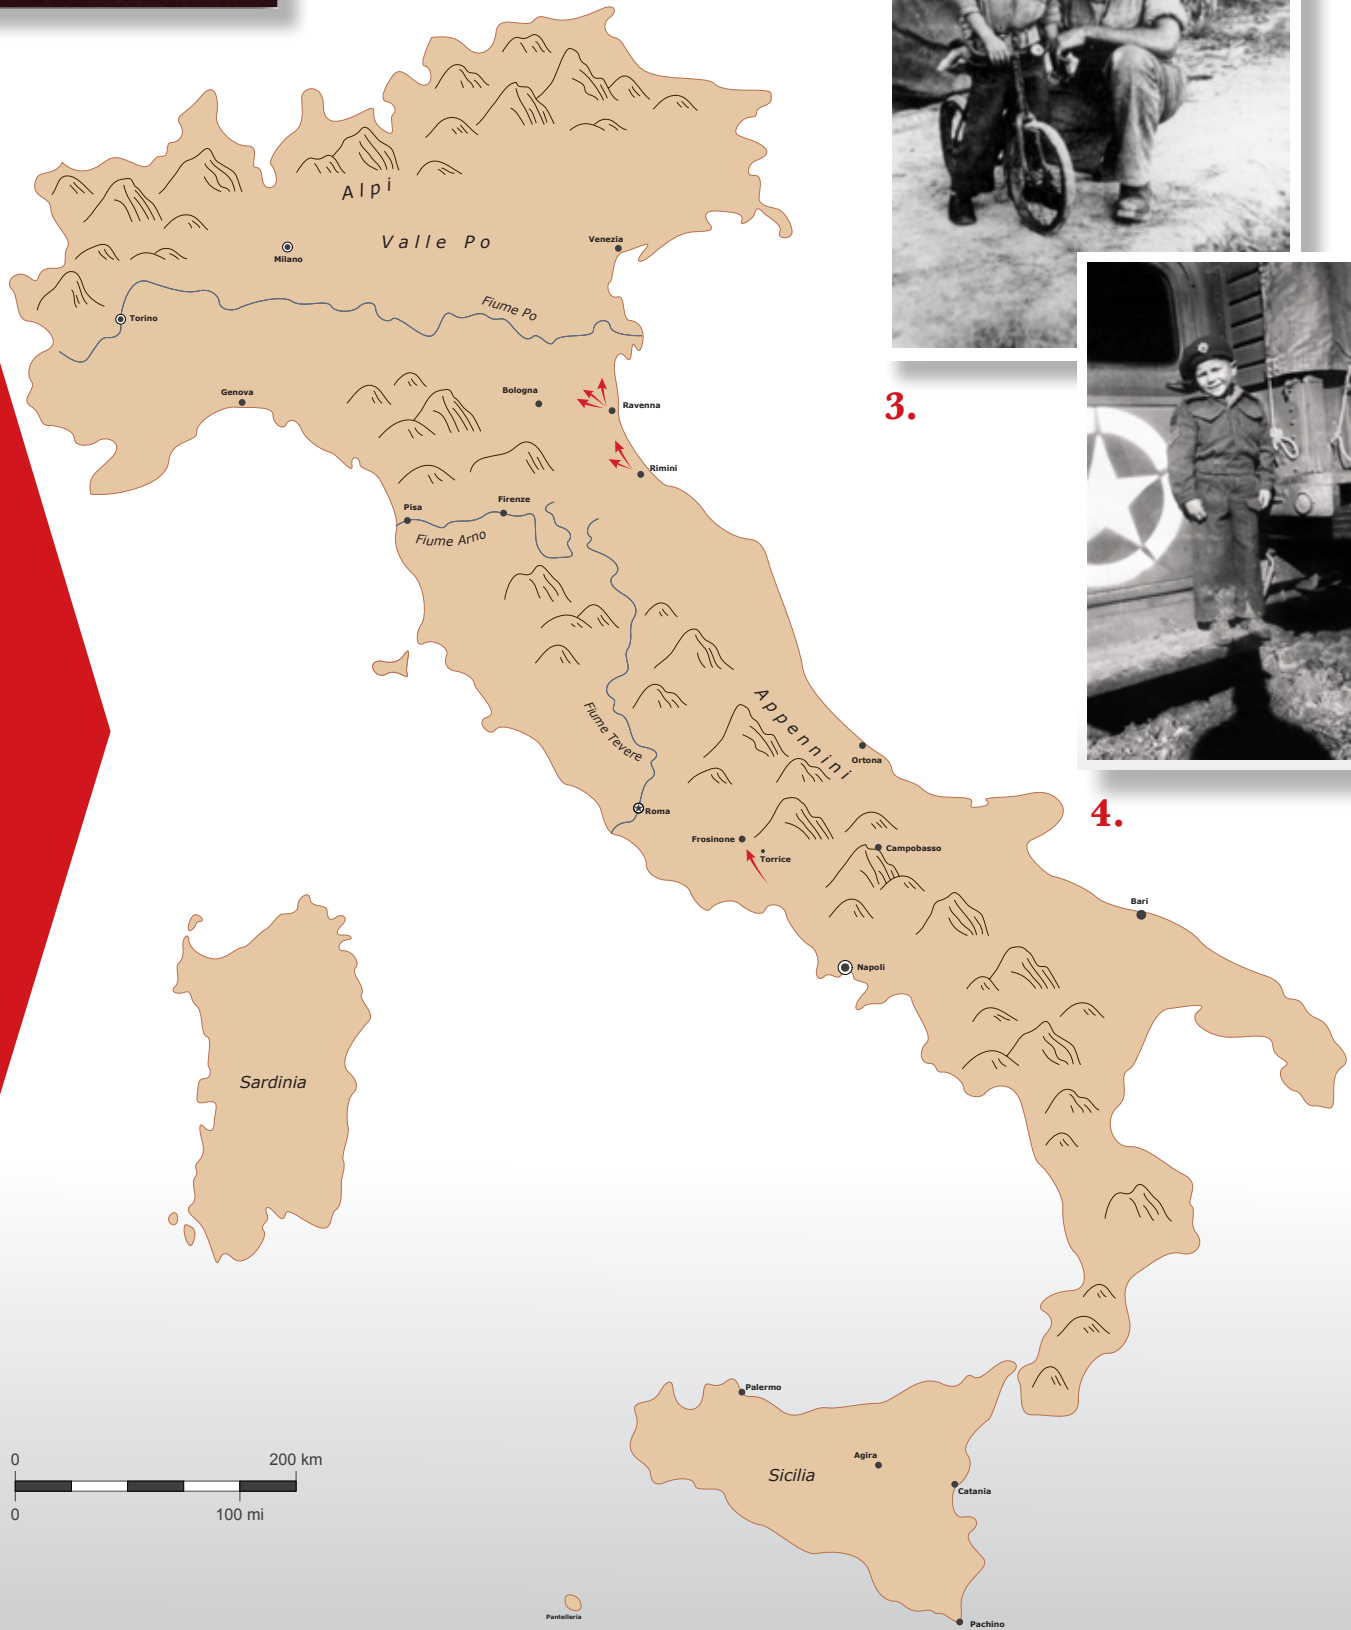 Alpi
Valle Po
Venezia
Milano
Fiume Po
Torino
Genova
Bologna
Ravenna
3.
Rimini
Firenze
Pisa
Fiume Arno
Appennini
Fiume Tevere
Ortona
Roma
4.
Frosinone
Torrice
Campobasso
Bari
Napoli
Sardinia
Palermo
Agira
Sicilia
Catania
0 200 km
0 100 mi
Pantelleria
Pachino